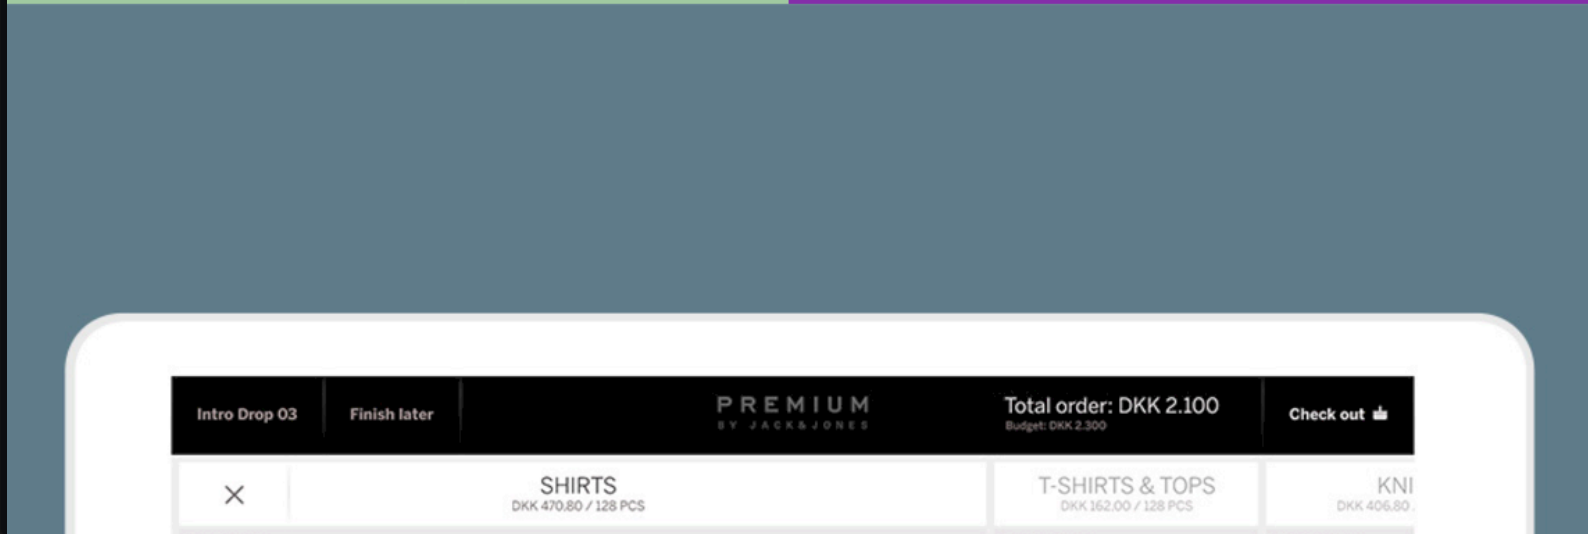 Intro Drop 03
Finish later
PREMIUM
BY JACK&JONES
Total order: DKK 2.100
Budget: DKK 2.300
Check out
SHIRTS
DKK 470.80 / 128 PCS
T-SHIRTS & TOPS
DKK 162.00 / 128 PCS
KNI
DKK 406.80